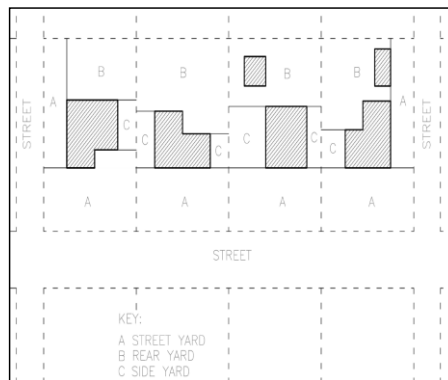 B B B B
A A
STREET C C C C C C STREET
A A A A
STREET
KEY:
A STREET YARD
B REAR YARD
C SIDE YARD